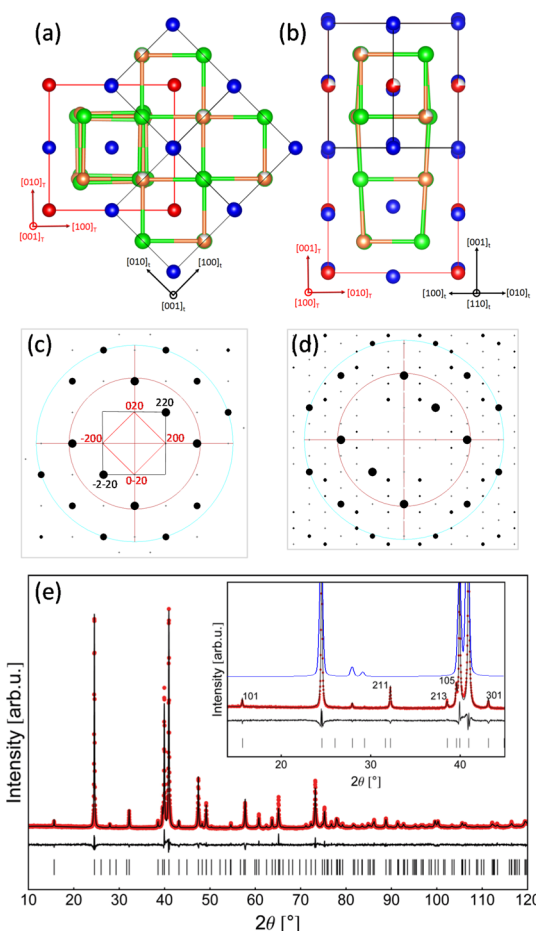 (a)
(b)
[010]T
[001]T
[100]T
[010]t
[100]t
[001]t
[001]t
[001]T
[100]T
[010]T
[100]t
[010]t
[110]t
(c)
(d)
020
220
-200
200
-2-20
0-20
(e)
Intensity [arb.u.]
Intensity [arb.u.]
101
211
213
105
301
20
30
40
2θ [°]
10
20
30
40
50
60
70
80
90
100
110
120
2θ [°]